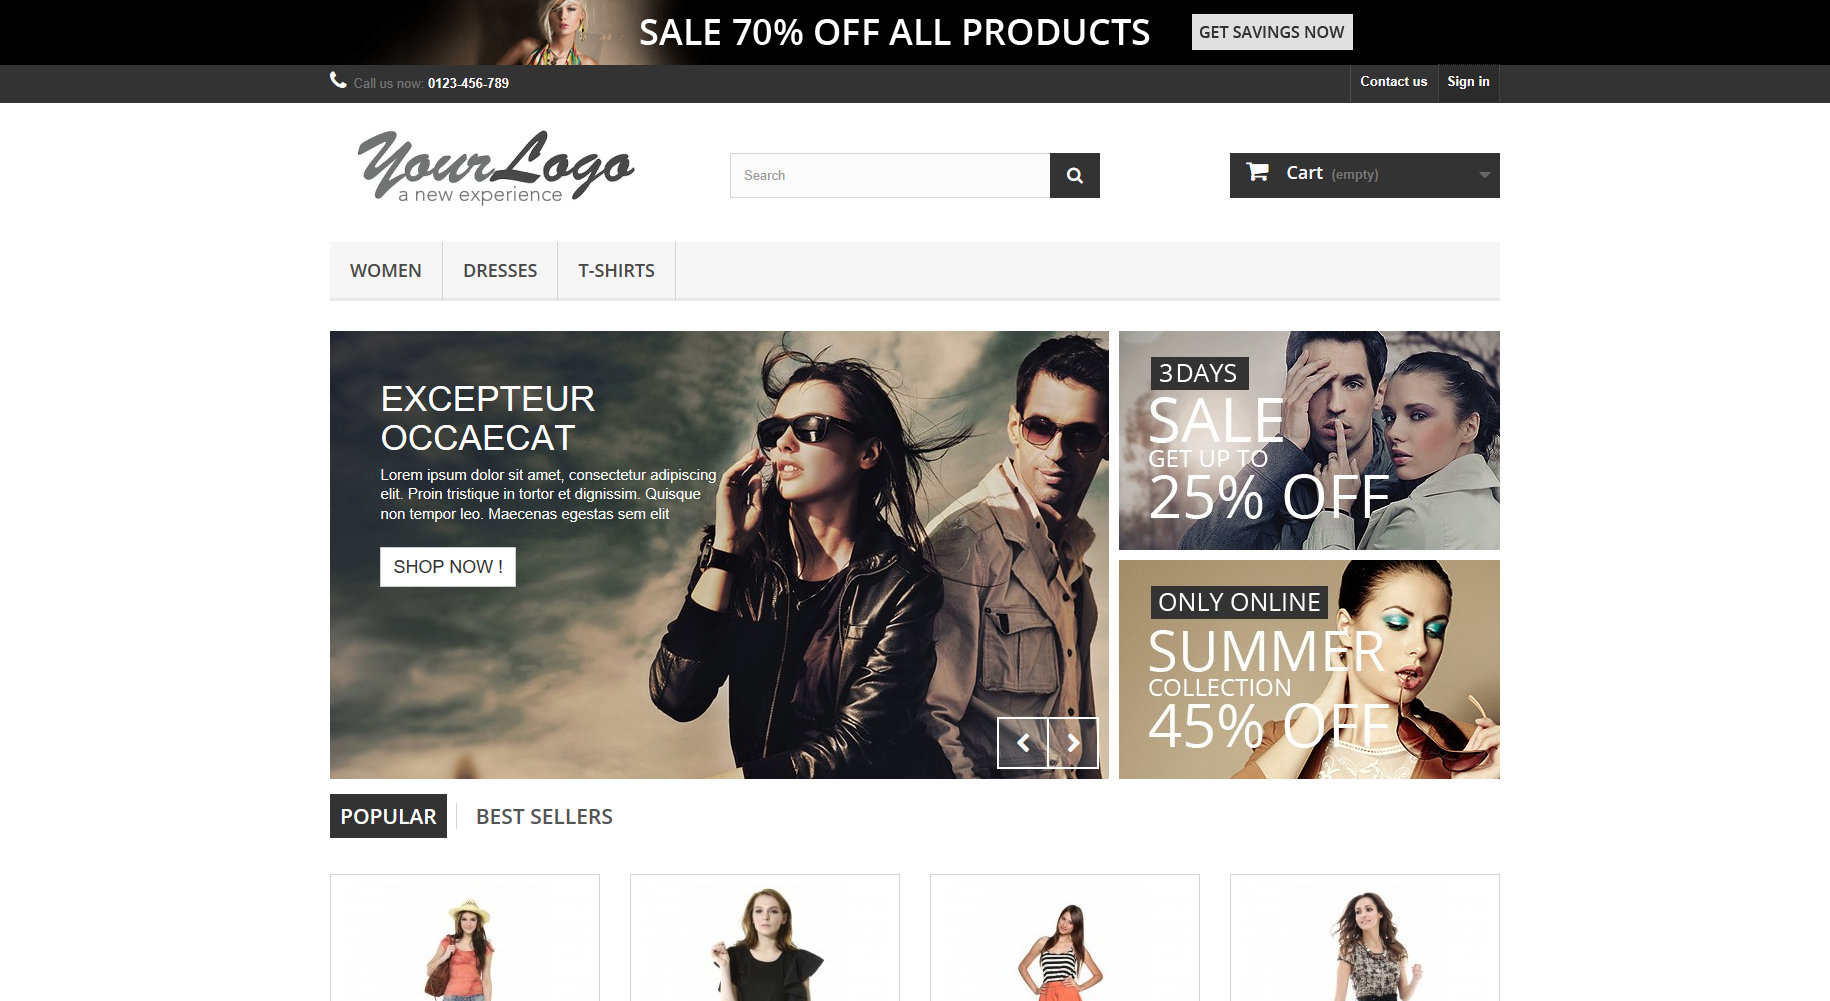 SALE 70% OFF ALL PRODUCTS
GET SAVINGS NOW
Call us now: 0123-456-789
Contact us
Sign in
YourLogo
a new experience
Search
Cart (empty)
WOMEN
DRESSES
T-SHIRTS
EXCEPTEUR
OCCAECAT
Lorem ipsum dolor sit amet, consectetur adipiscing
elit. Proin tristique in tortor et dignissim. Quisque
non tempor leo. Maecenas egestas sem elit
SHOP NOW !
3 DAYS
SALE
GET UP TO
25% OFF
ONLY ONLINE
SUMMER
COLLECTION
45% OFF
POPULAR
BEST SELLERS